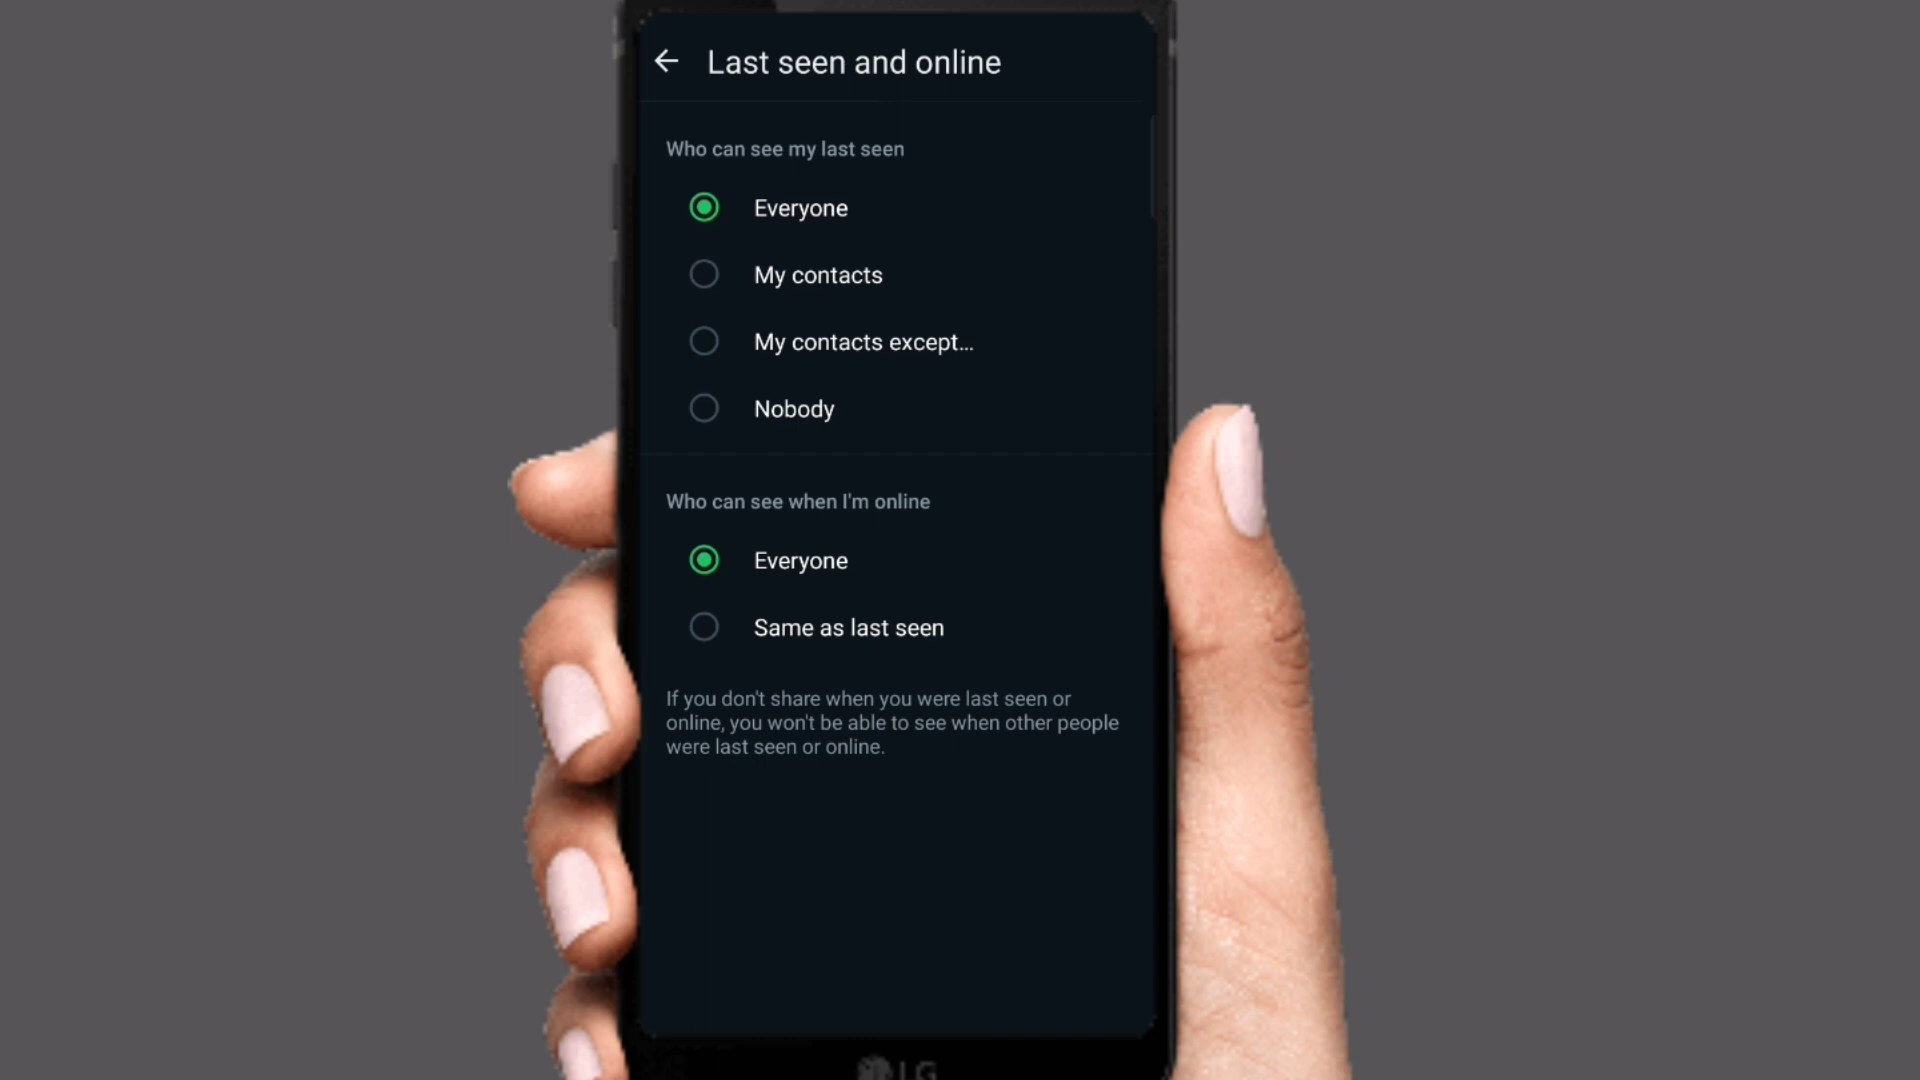 Last seen and online
Who can see my last seen
Everyone
My contacts
My contacts except...
Nobody
Who can see when I'm online
Everyone
Same as last seen
If you don't share when you were last seen or
online, you won't be able to see when other people
were last seen or online.
LG